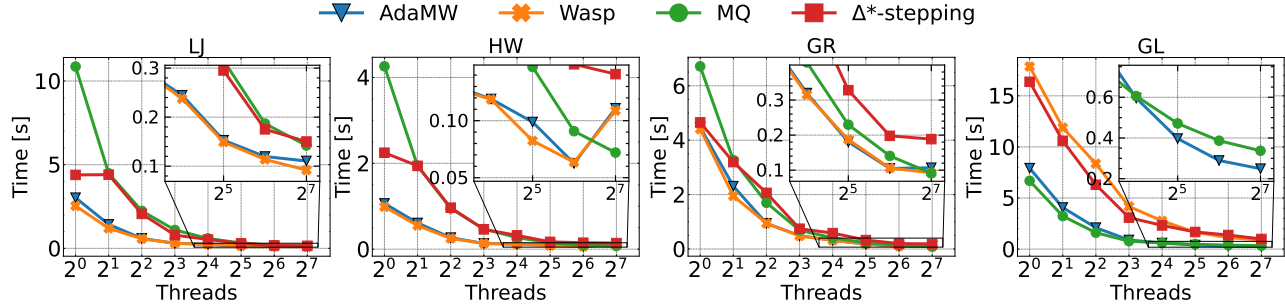 AdaMW Wasp MQ Δ*-stepping
LJ HW GR GL
Time [s] 10 5 0
0.3 0.2 0.1
2^5 2^7
2^0 2^1 2^2 2^3 2^4 2^5 2^6 2^7
Threads
Time [s] 4 2 0
0.10 0.05
2^5 2^7
2^0 2^1 2^2 2^3 2^4 2^5 2^6 2^7
Threads
Time [s] 6 4 2 0
0.3 0.2 0.1
2^5 2^7
2^0 2^1 2^2 2^3 2^4 2^5 2^6 2^7
Threads
Time [s] 15 10 5 0
0.6 0.4 0.2
2^5 2^7
2^0 2^1 2^2 2^3 2^4 2^5 2^6 2^7
Threads